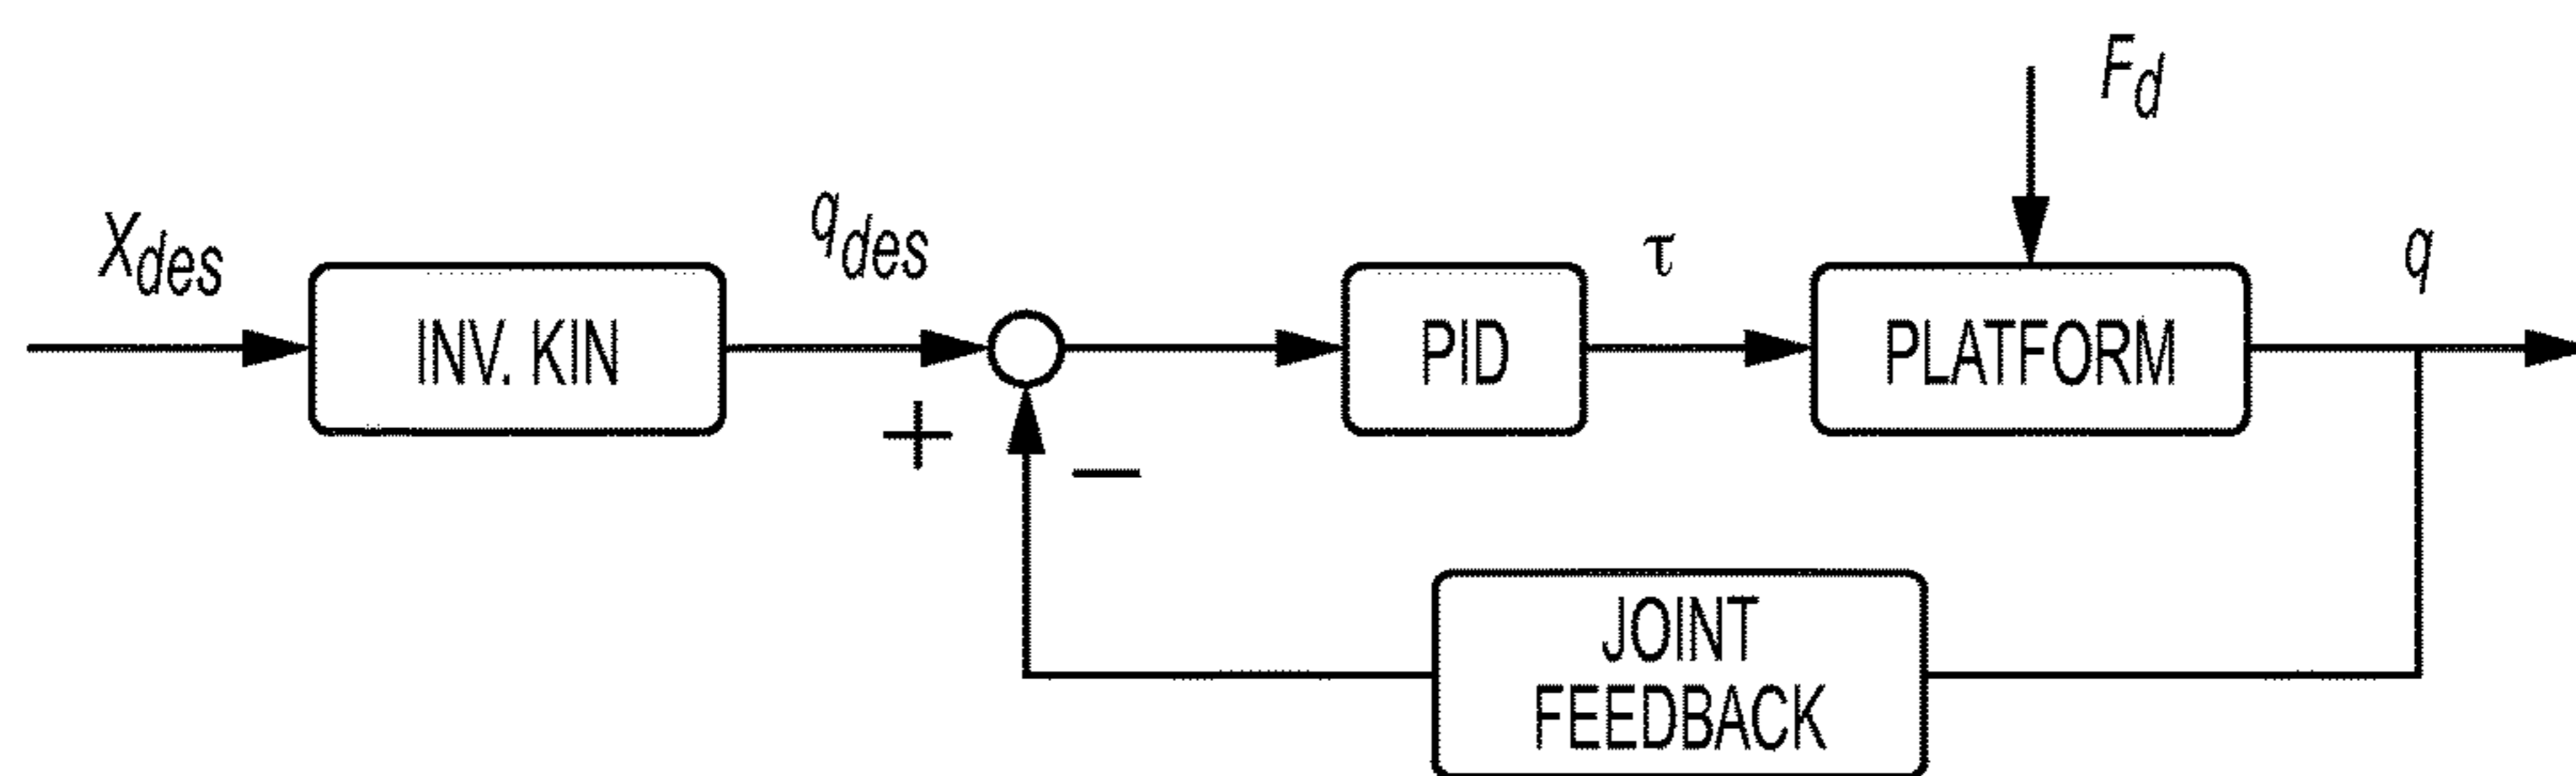 X_des
INV. KIN
q_des
+
−
PID
τ
F_d
PLATFORM
q
JOINT
FEEDBACK